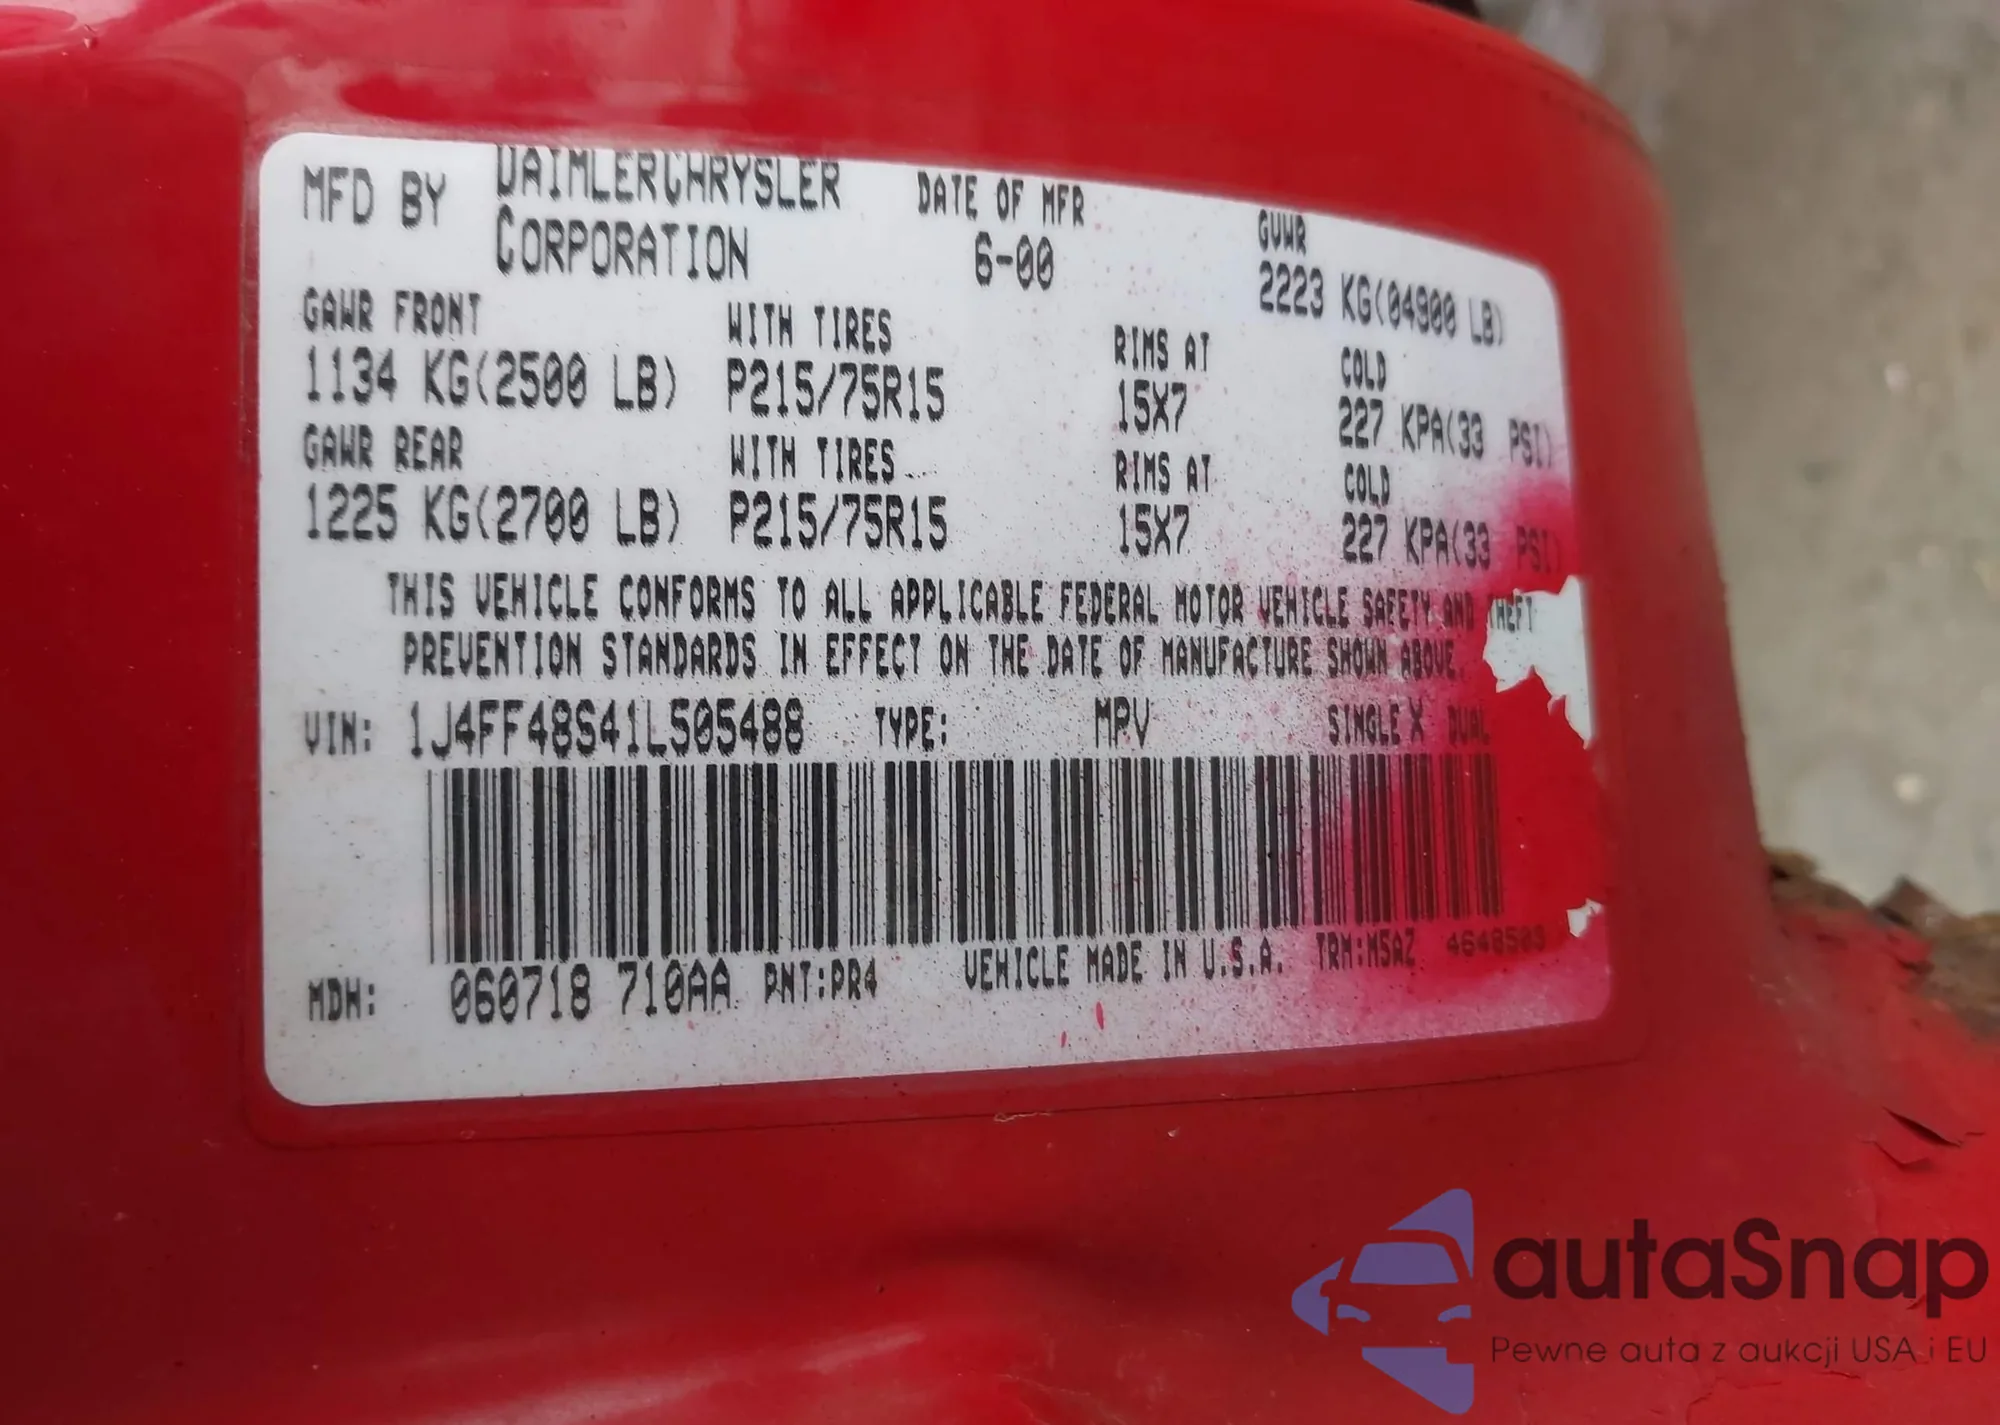 MFD BY DAIMLERCHRYSLER CORPORATION DATE OF MFR 6-00 GVWR 2223 KG(04900 LB)
GAWR FRONT WITH TIRES RIMS AT COLD
1134 KG(2500 LB) P215/75R15 15X7 227 KPA(33 PSI)
GAWR REAR WITH TIRES RIMS AT COLD
1225 KG(2700 LB) P215/75R15 15X7 227 KPA(33 PSI)
THIS VEHICLE CONFORMS TO ALL APPLICABLE FEDERAL MOTOR VEHICLE SAFETY AND THEFT
PREVENTION STANDARDS IN EFFECT ON THE DATE OF MANUFACTURE SHOWN ABOVE.
VIN: 1J4FF48S41L505488 TYPE: MPV SINGLE X DUAL
MDH: 060718 710AA PNT:PR4 VEHICLE MADE IN U.S.A. TRM:M5AZ 4648503
autaSnap
Pewne auta z aukcji USA i EU